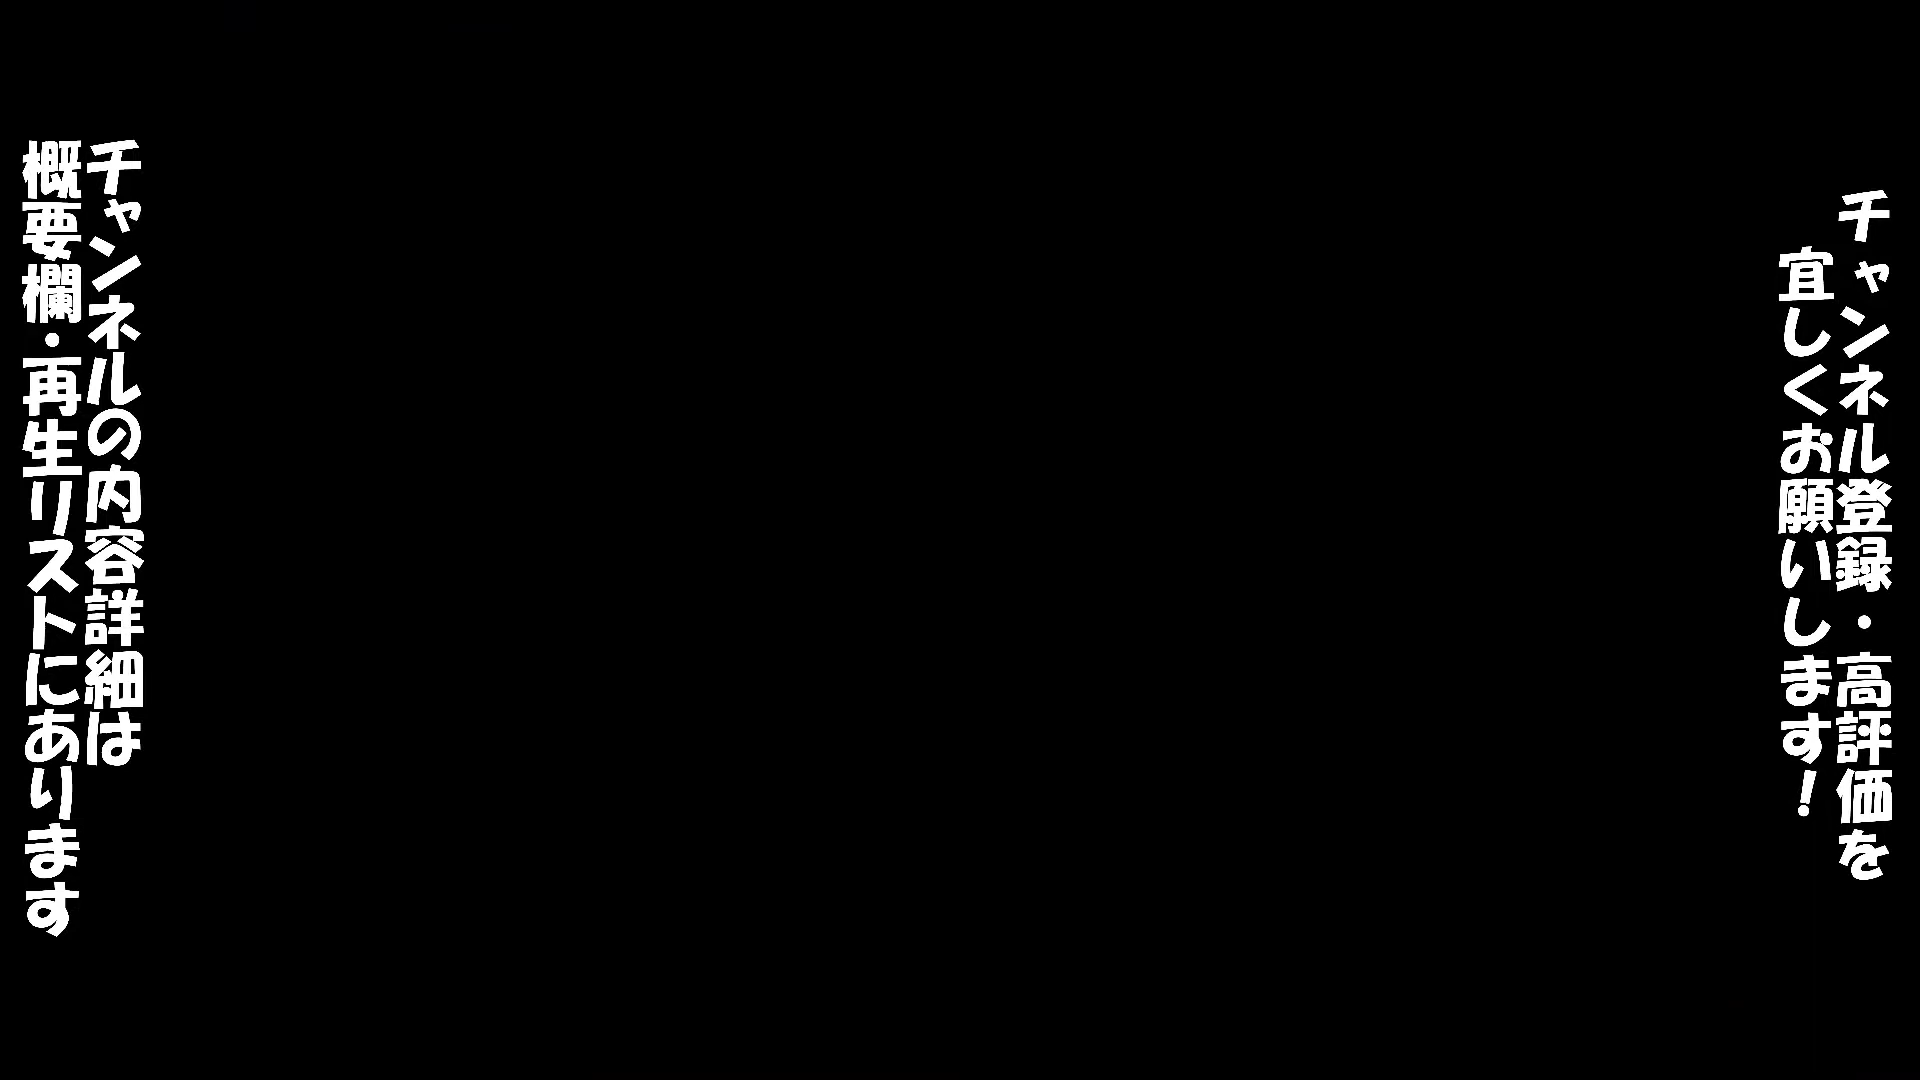 チャンネル登録・高評価を
宜しくお願いします！
チャンネルの内容詳細は
概要欄・再生リストにあります